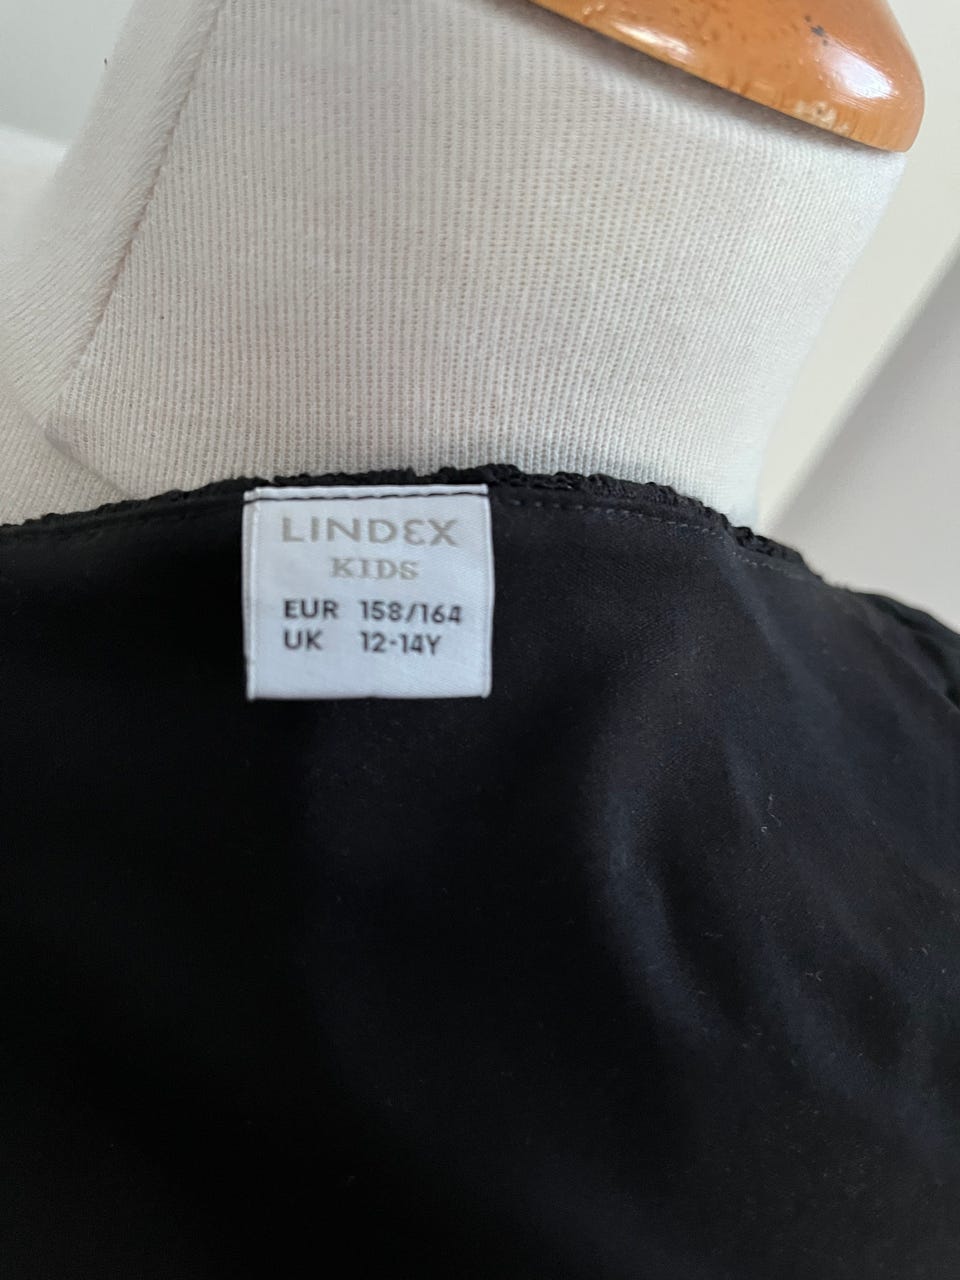 LINDEX
KIDS
EUR 158/164
UK 12-14Y